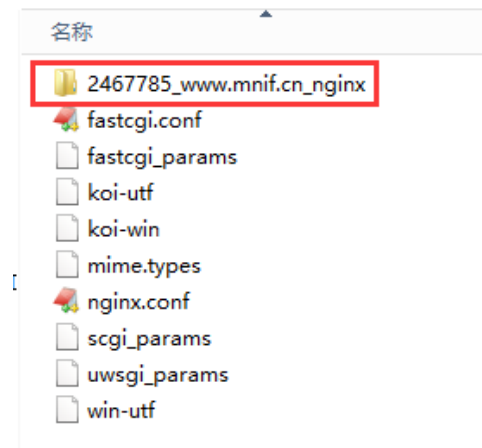 名称
2467785_www.mnif.cn_nginx
fastcgi.conf
fastcgi_params
koi-utf
koi-win
mime.types
nginx.conf
scgi_params
uwsgi_params
win-utf